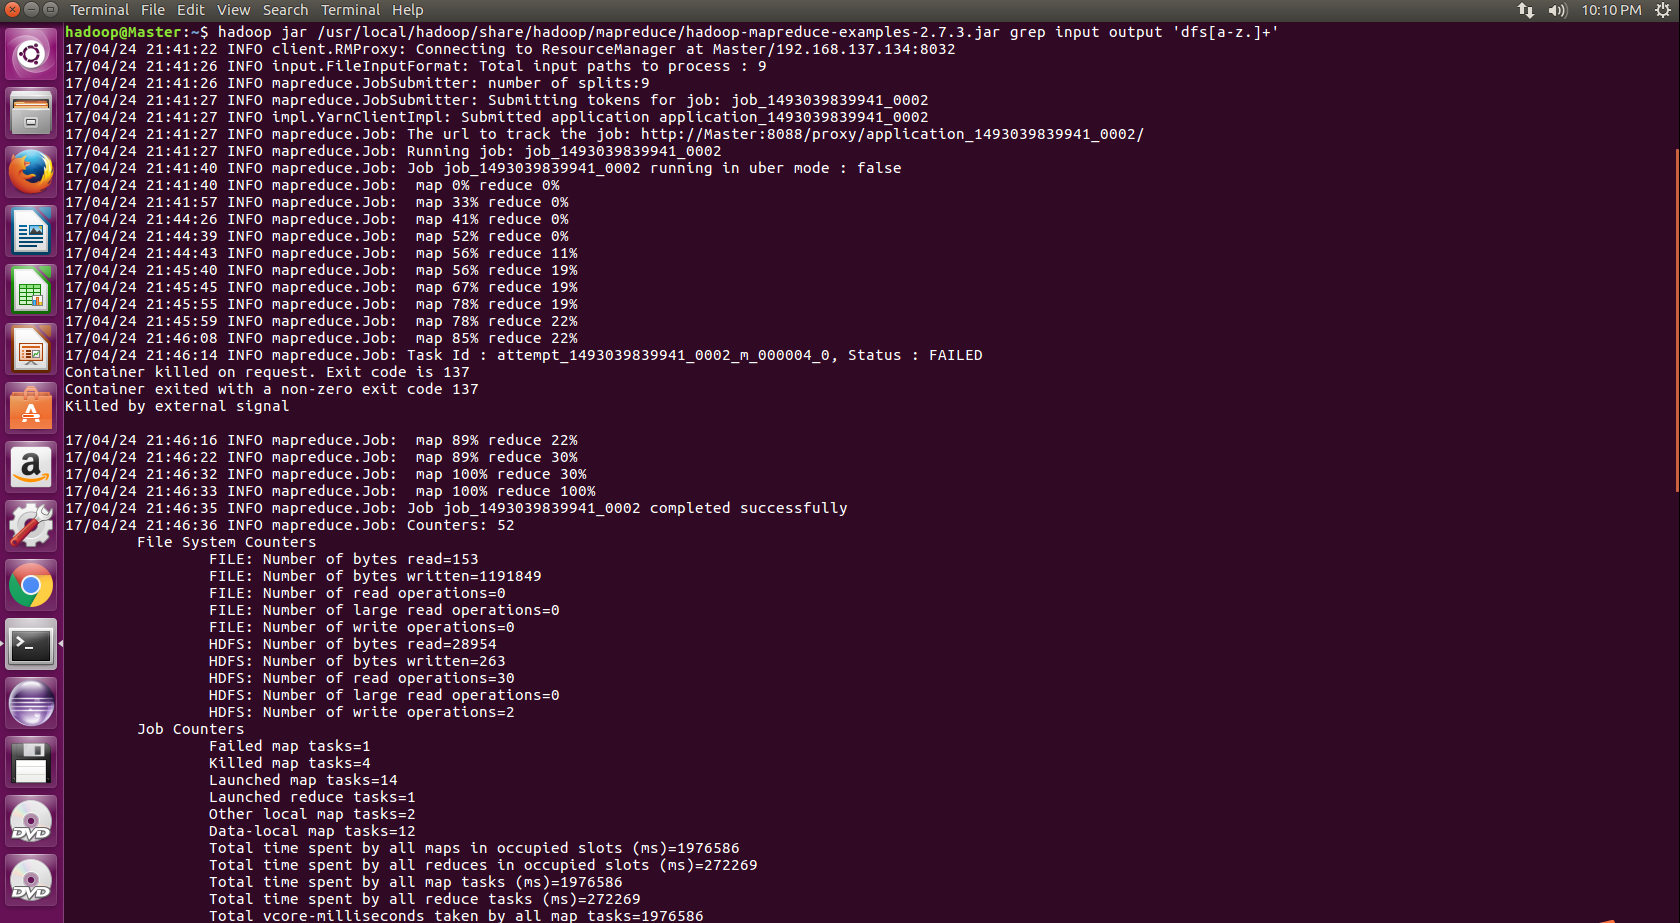 Terminal File Edit View Search Terminal Help 10:10 PM
hadoop@Master:~$ hadoop jar /usr/local/hadoop/share/hadoop/mapreduce/hadoop-mapreduce-examples-2.7.3.jar grep input output 'dfs[a-z.]+'
17/04/24 21:41:22 INFO client.RMProxy: Connecting to ResourceManager at Master/192.168.137.134:8032
17/04/24 21:41:26 INFO input.FileInputFormat: Total input paths to process : 9
17/04/24 21:41:26 INFO mapreduce.JobSubmitter: number of splits:9
17/04/24 21:41:27 INFO mapreduce.JobSubmitter: Submitting tokens for job: job_1493039839941_0002
17/04/24 21:41:27 INFO impl.YarnClientImpl: Submitted application application_1493039839941_0002
17/04/24 21:41:27 INFO mapreduce.Job: The url to track the job: http://Master:8088/proxy/application_1493039839941_0002/
17/04/24 21:41:27 INFO mapreduce.Job: Running job: job_1493039839941_0002
17/04/24 21:41:40 INFO mapreduce.Job: Job job_1493039839941_0002 running in uber mode : false
17/04/24 21:41:40 INFO mapreduce.Job:  map 0% reduce 0%
17/04/24 21:41:57 INFO mapreduce.Job:  map 33% reduce 0%
17/04/24 21:44:26 INFO mapreduce.Job:  map 41% reduce 0%
17/04/24 21:44:39 INFO mapreduce.Job:  map 52% reduce 0%
17/04/24 21:44:43 INFO mapreduce.Job:  map 56% reduce 11%
17/04/24 21:45:40 INFO mapreduce.Job:  map 56% reduce 19%
17/04/24 21:45:45 INFO mapreduce.Job:  map 67% reduce 19%
17/04/24 21:45:55 INFO mapreduce.Job:  map 78% reduce 19%
17/04/24 21:45:59 INFO mapreduce.Job:  map 78% reduce 22%
17/04/24 21:46:08 INFO mapreduce.Job:  map 85% reduce 22%
17/04/24 21:46:14 INFO mapreduce.Job: Task Id : attempt_1493039839941_0002_m_000004_0, Status : FAILED
Container killed on request. Exit code is 137
Container exited with a non-zero exit code 137
Killed by external signal
17/04/24 21:46:16 INFO mapreduce.Job:  map 89% reduce 22%
17/04/24 21:46:22 INFO mapreduce.Job:  map 89% reduce 30%
17/04/24 21:46:32 INFO mapreduce.Job:  map 100% reduce 30%
17/04/24 21:46:33 INFO mapreduce.Job:  map 100% reduce 100%
17/04/24 21:46:35 INFO mapreduce.Job: Job job_1493039839941_0002 completed successfully
17/04/24 21:46:36 INFO mapreduce.Job: Counters: 52
File System Counters
FILE: Number of bytes read=153
FILE: Number of bytes written=1191849
FILE: Number of read operations=0
FILE: Number of large read operations=0
FILE: Number of write operations=0
HDFS: Number of bytes read=28954
HDFS: Number of bytes written=263
HDFS: Number of read operations=30
HDFS: Number of large read operations=0
HDFS: Number of write operations=2
Job Counters
Failed map tasks=1
Killed map tasks=4
Launched map tasks=14
Launched reduce tasks=1
Other local map tasks=2
Data-local map tasks=12
Total time spent by all maps in occupied slots (ms)=1976586
Total time spent by all reduces in occupied slots (ms)=272269
Total time spent by all map tasks (ms)=1976586
Total time spent by all reduce tasks (ms)=272269
Total vcore-milliseconds taken by all map tasks=1976586
A
a
>_
DVD
DVD